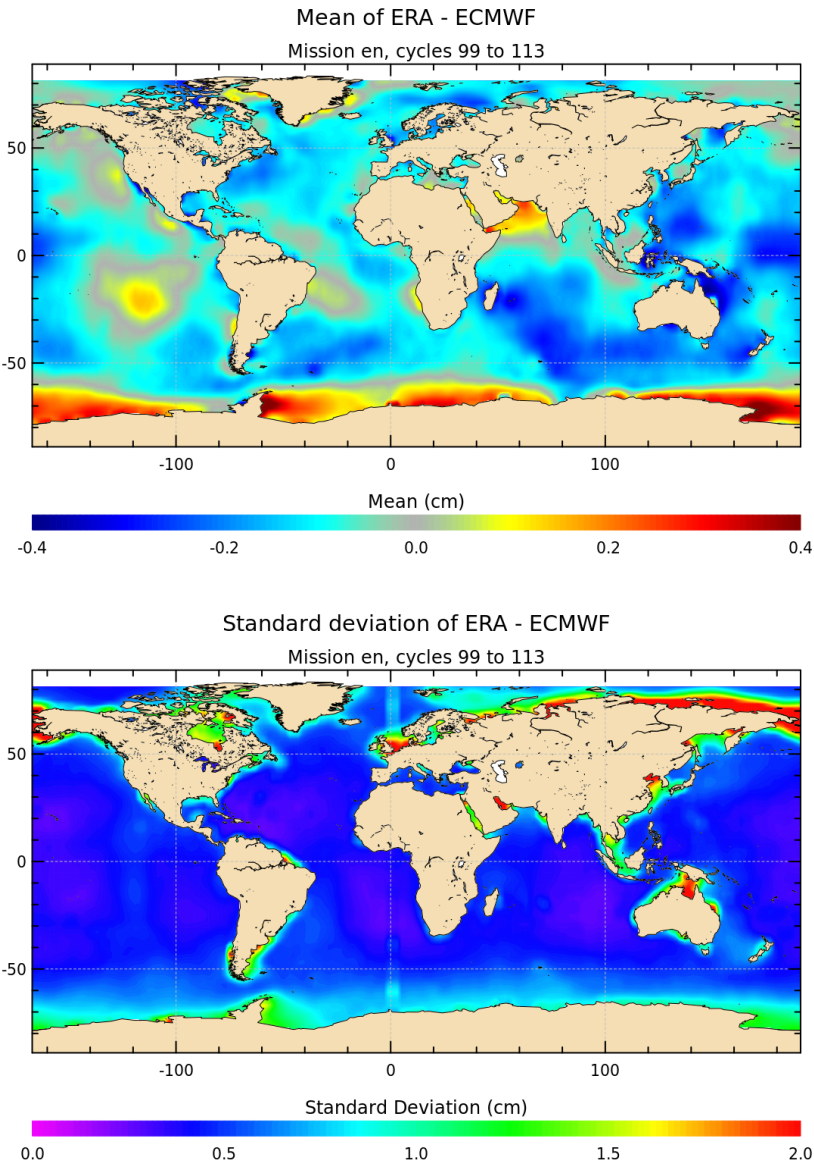 Mean of ERA - ECMWF
Mission en, cycles 99 to 113
50
0
-50
-100 0 100
Mean (cm)
-0.4 -0.2 0.0 0.2 0.4
Standard deviation of ERA - ECMWF
Mission en, cycles 99 to 113
50
0
-50
-100 0 100
Standard Deviation (cm)
0.0 0.5 1.0 1.5 2.0